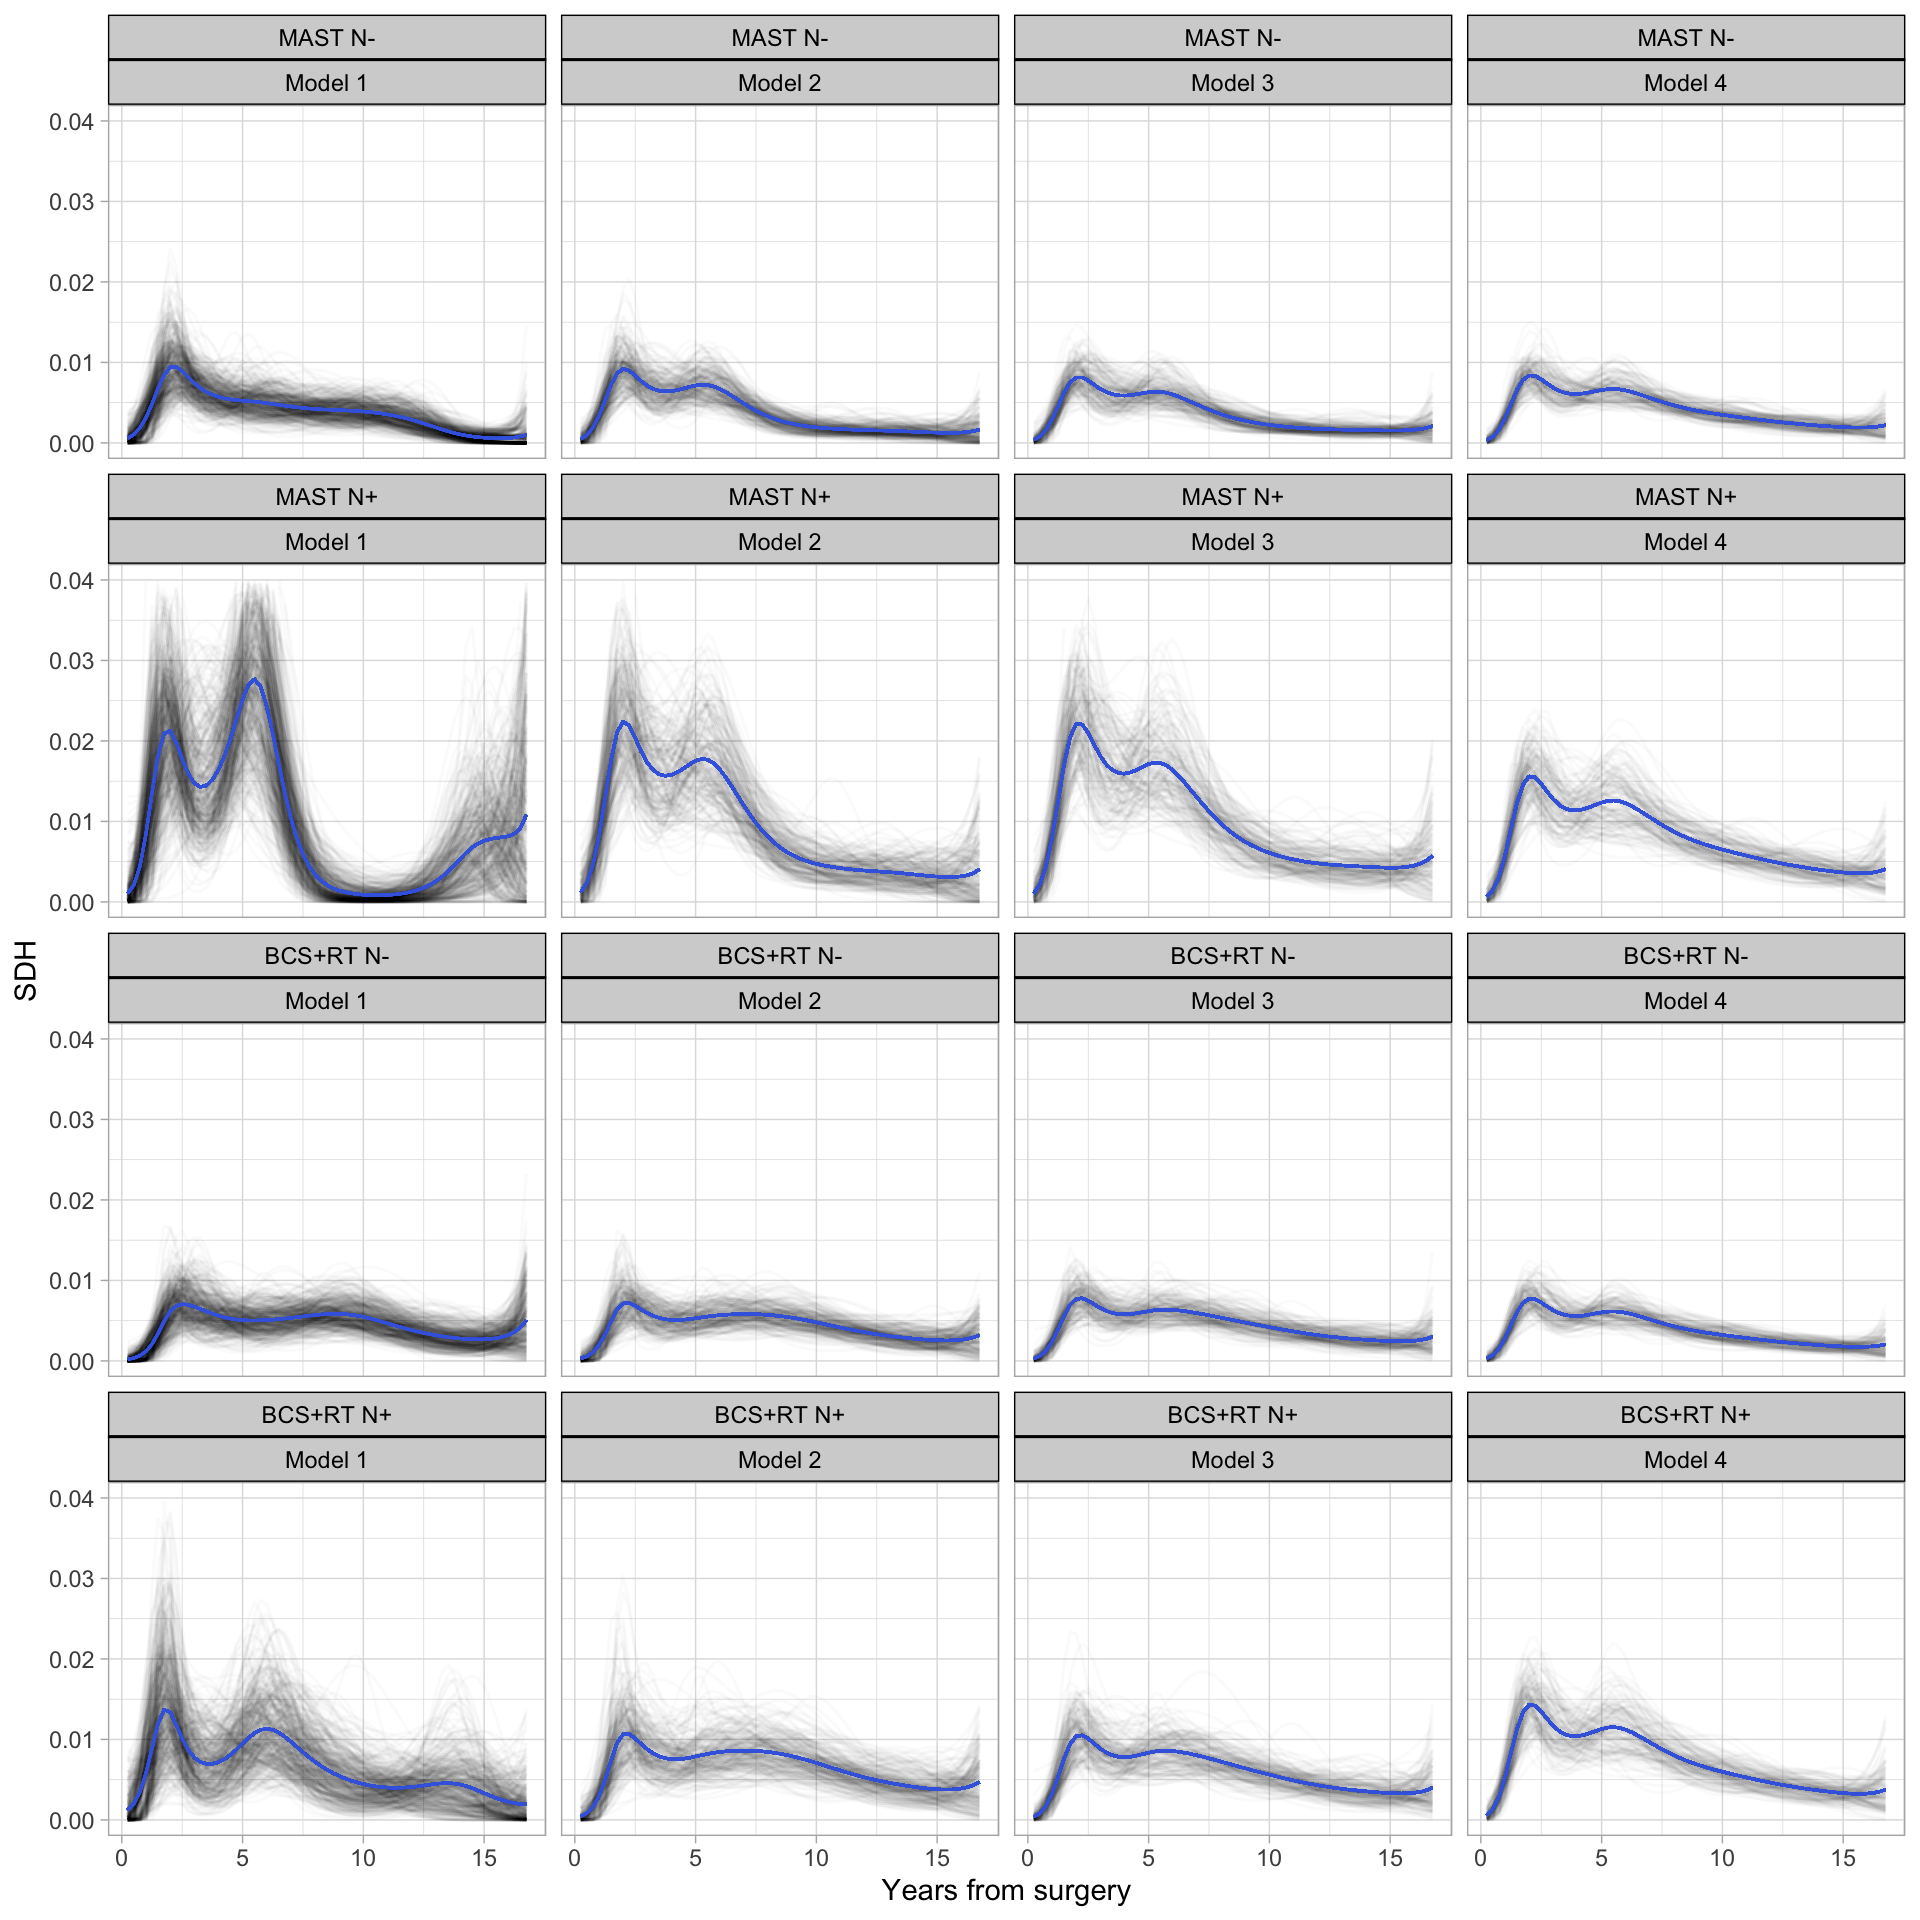 MAST N- MAST N- MAST N- MAST N-
Model 1 Model 2 Model 3 Model 4
0.04
0.03
0.02
0.01
0.00
MAST N+ MAST N+ MAST N+ MAST N+
Model 1 Model 2 Model 3 Model 4
0.04
0.03
0.02
0.01
0.00
SDH
BCS+RT N- BCS+RT N- BCS+RT N- BCS+RT N-
Model 1 Model 2 Model 3 Model 4
0.04
0.03
0.02
0.01
0.00
BCS+RT N+ BCS+RT N+ BCS+RT N+ BCS+RT N+
Model 1 Model 2 Model 3 Model 4
0.04
0.03
0.02
0.01
0.00
0 5 10 15 0 5 10 15 0 5 10 15 0 5 10 15
Years from surgery